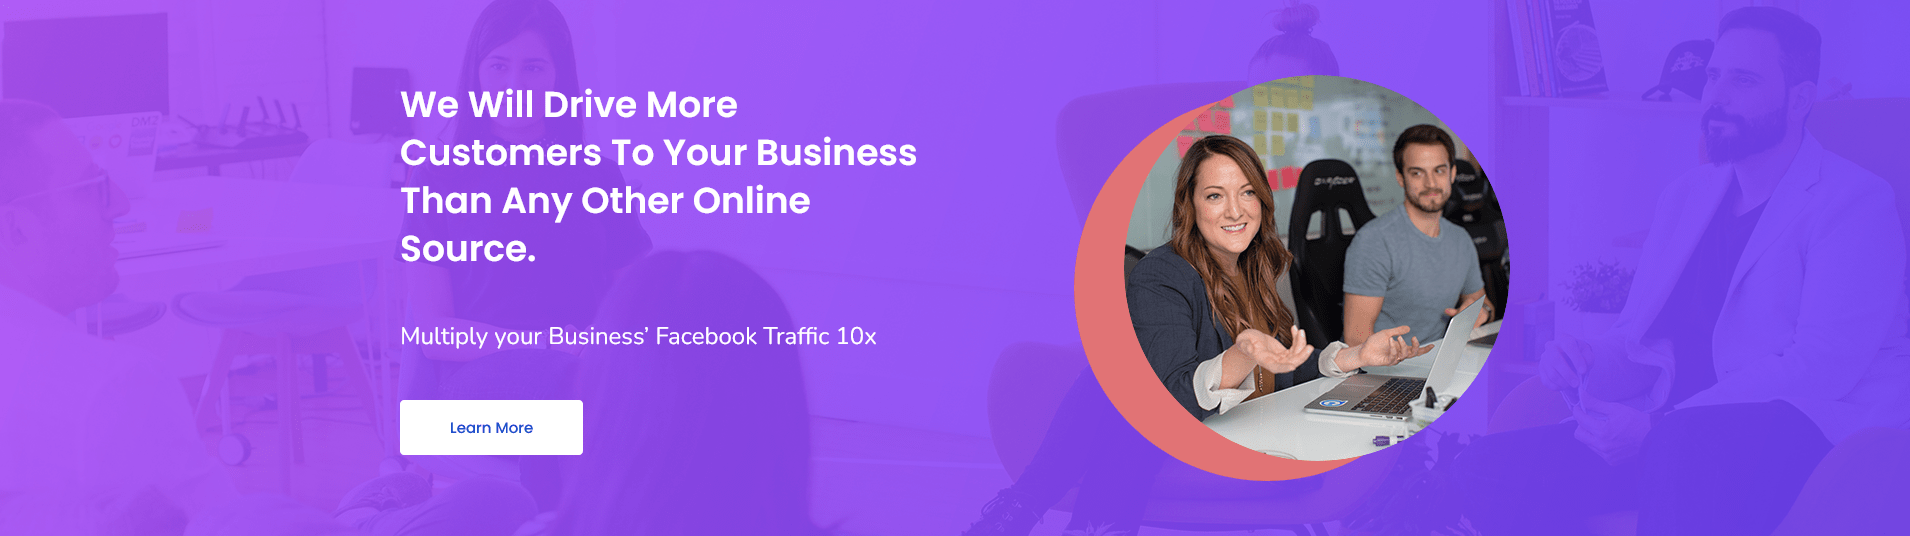 We Will Drive More
Customers To Your Business
Than Any Other Online
Source.
Multiply your Business’ Facebook Traffic 10x
Learn More